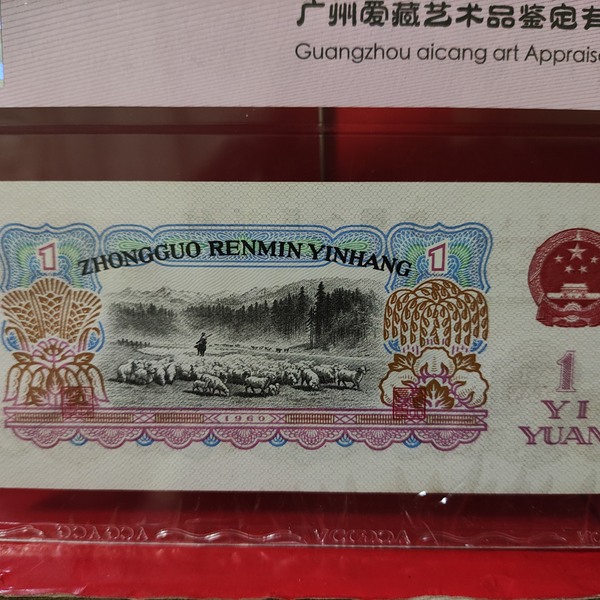 广州爱藏艺术品鉴定有
Guangzhou aicang art Apprais
1
ZHONGGUO RENMIN YINHANG
1
1960
1
YI
YUAN